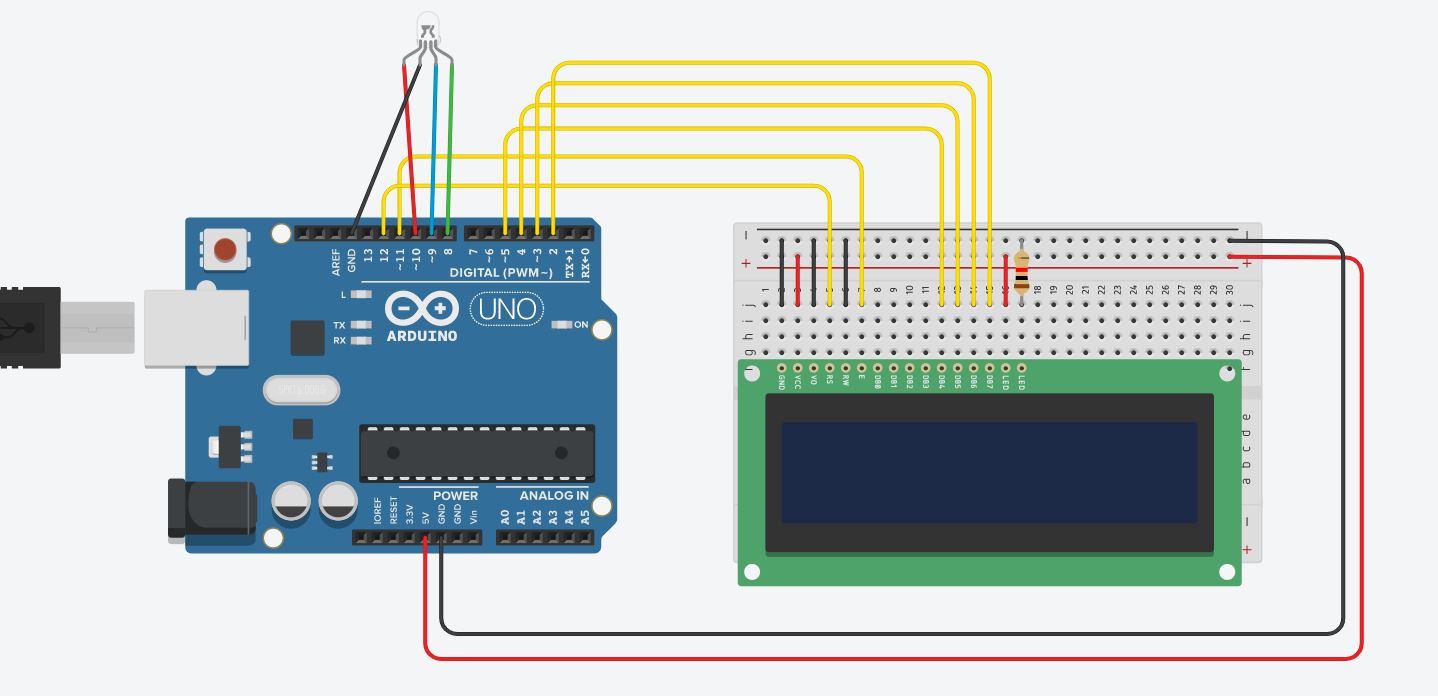 AREF
GND
13
12
~11
~10
~9
8
7
~6
~5
4
~3
2
TX→1
RX←0
DIGITAL (PWM~)
L
TX
RX
ARDUINO
UNO
ON
IOREF
RESET
3.3V
5V
GND
GND
Vin
POWER
ANALOG IN
A0
A1
A2
A3
A4
A5
− −
+ +
1 2 3 4 5 6 7 8 9 10 11 12 13 14 15 16 17 18 19 20 21 22 23 24 25 26 27 28 29 30
j j
i i
h h
g g
f f
GND VCC V0 RS RW E DB0 DB1 DB2 DB3 DB4 DB5 DB6 DB7 LED LED
e
d
c
b
a
−
+